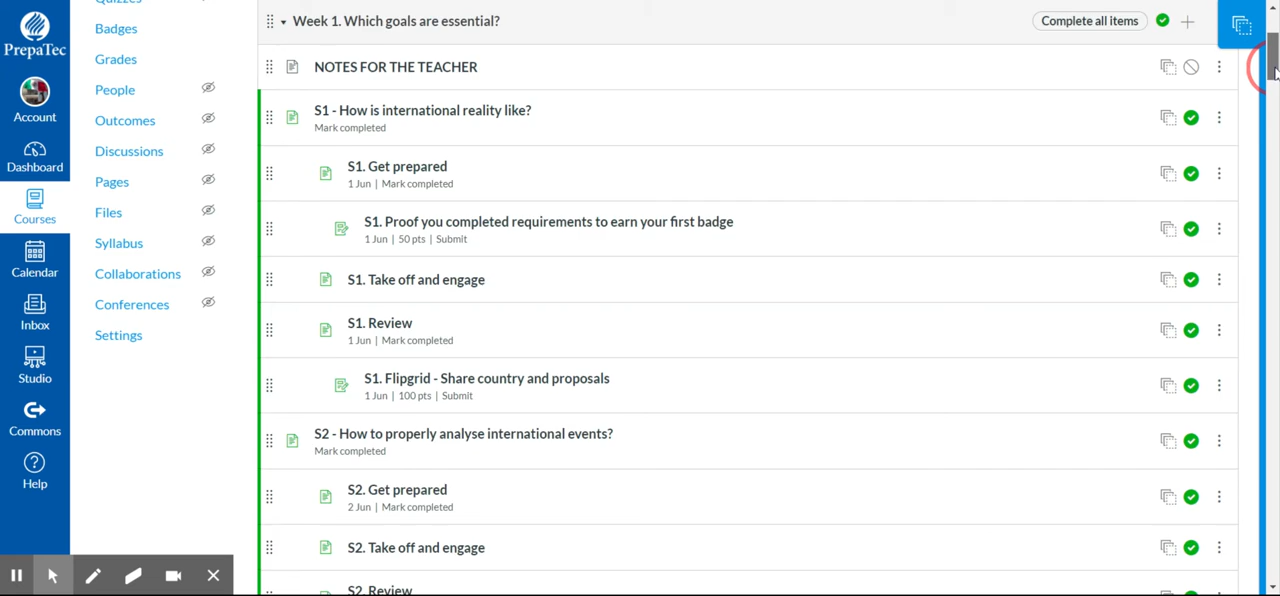 PrepaTec
Account
Dashboard
Courses
Calendar
Inbox
Studio
Commons
Help
Quizzes
Badges
Grades
People
Outcomes
Discussions
Pages
Files
Syllabus
Collaborations
Conferences
Settings
Week 1. Which goals are essential?
Complete all items
NOTES FOR THE TEACHER
S1 - How is international reality like?
Mark completed
S1. Get prepared
1 Jun | Mark completed
S1. Proof you completed requirements to earn your first badge
1 Jun | 50 pts | Submit
S1. Take off and engage
S1. Review
1 Jun | Mark completed
S1. Flipgrid - Share country and proposals
1 Jun | 100 pts | Submit
S2 - How to properly analyse international events?
Mark completed
S2. Get prepared
2 Jun | Mark completed
S2. Take off and engage
S2. Review